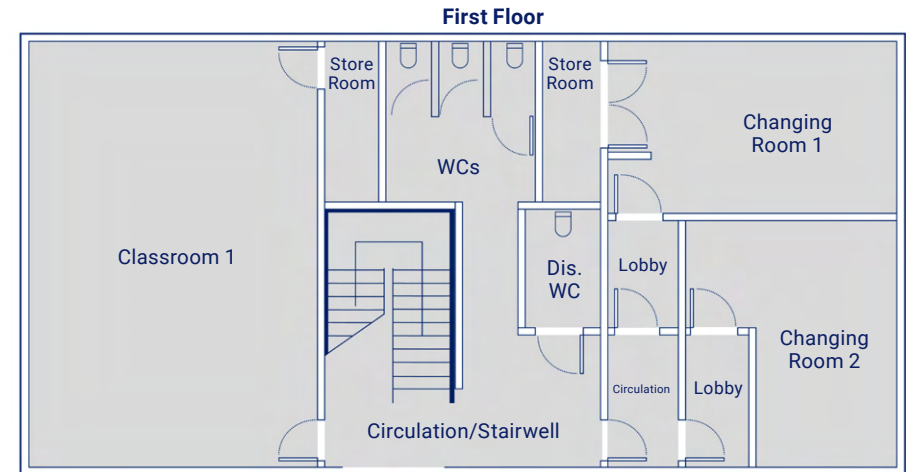 First Floor
Store
Room
Store
Room
Changing
Room 1
WCs
Classroom 1
Dis.
WC
Lobby
Changing
Room 2
Circulation
Lobby
Circulation/Stairwell